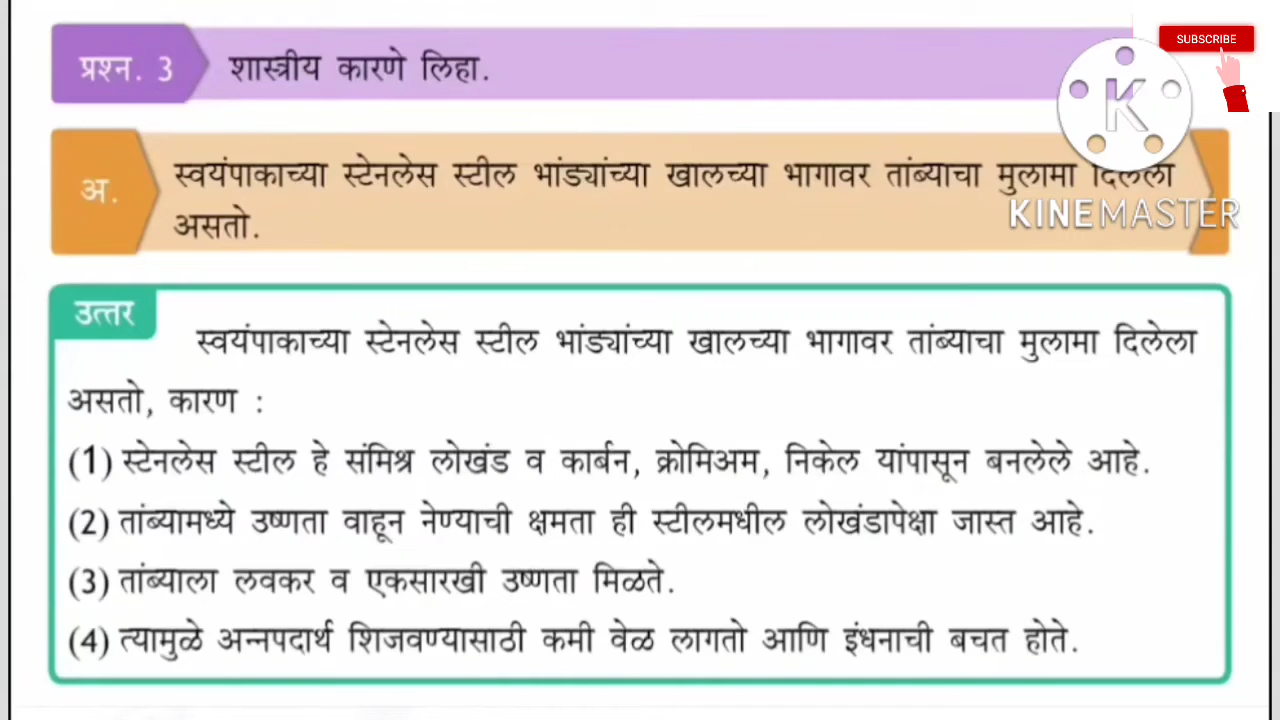 प्रश्न. 3 शास्त्रीय कारणे लिहा.
SUBSCRIBE
K
अ. स्वयंपाकाच्या स्टेनलेस स्टील भांड्यांच्या खालच्या भागावर तांब्याचा मुलामा दिलेला
असतो.
KINEMASTER
उत्तर
स्वयंपाकाच्या स्टेनलेस स्टील भांड्यांच्या खालच्या भागावर तांब्याचा मुलामा दिलेला
असतो, कारण :
(1) स्टेनलेस स्टील हे संमिश्र लोखंड व कार्बन, क्रोमिअम, निकेल यांपासून बनलेले आहे.
(2) तांब्यामध्ये उष्णता वाहून नेण्याची क्षमता ही स्टीलमधील लोखंडापेक्षा जास्त आहे.
(3) तांब्याला लवकर व एकसारखी उष्णता मिळते.
(4) त्यामुळे अन्नपदार्थ शिजवण्यासाठी कमी वेळ लागतो आणि इंधनाची बचत होते.